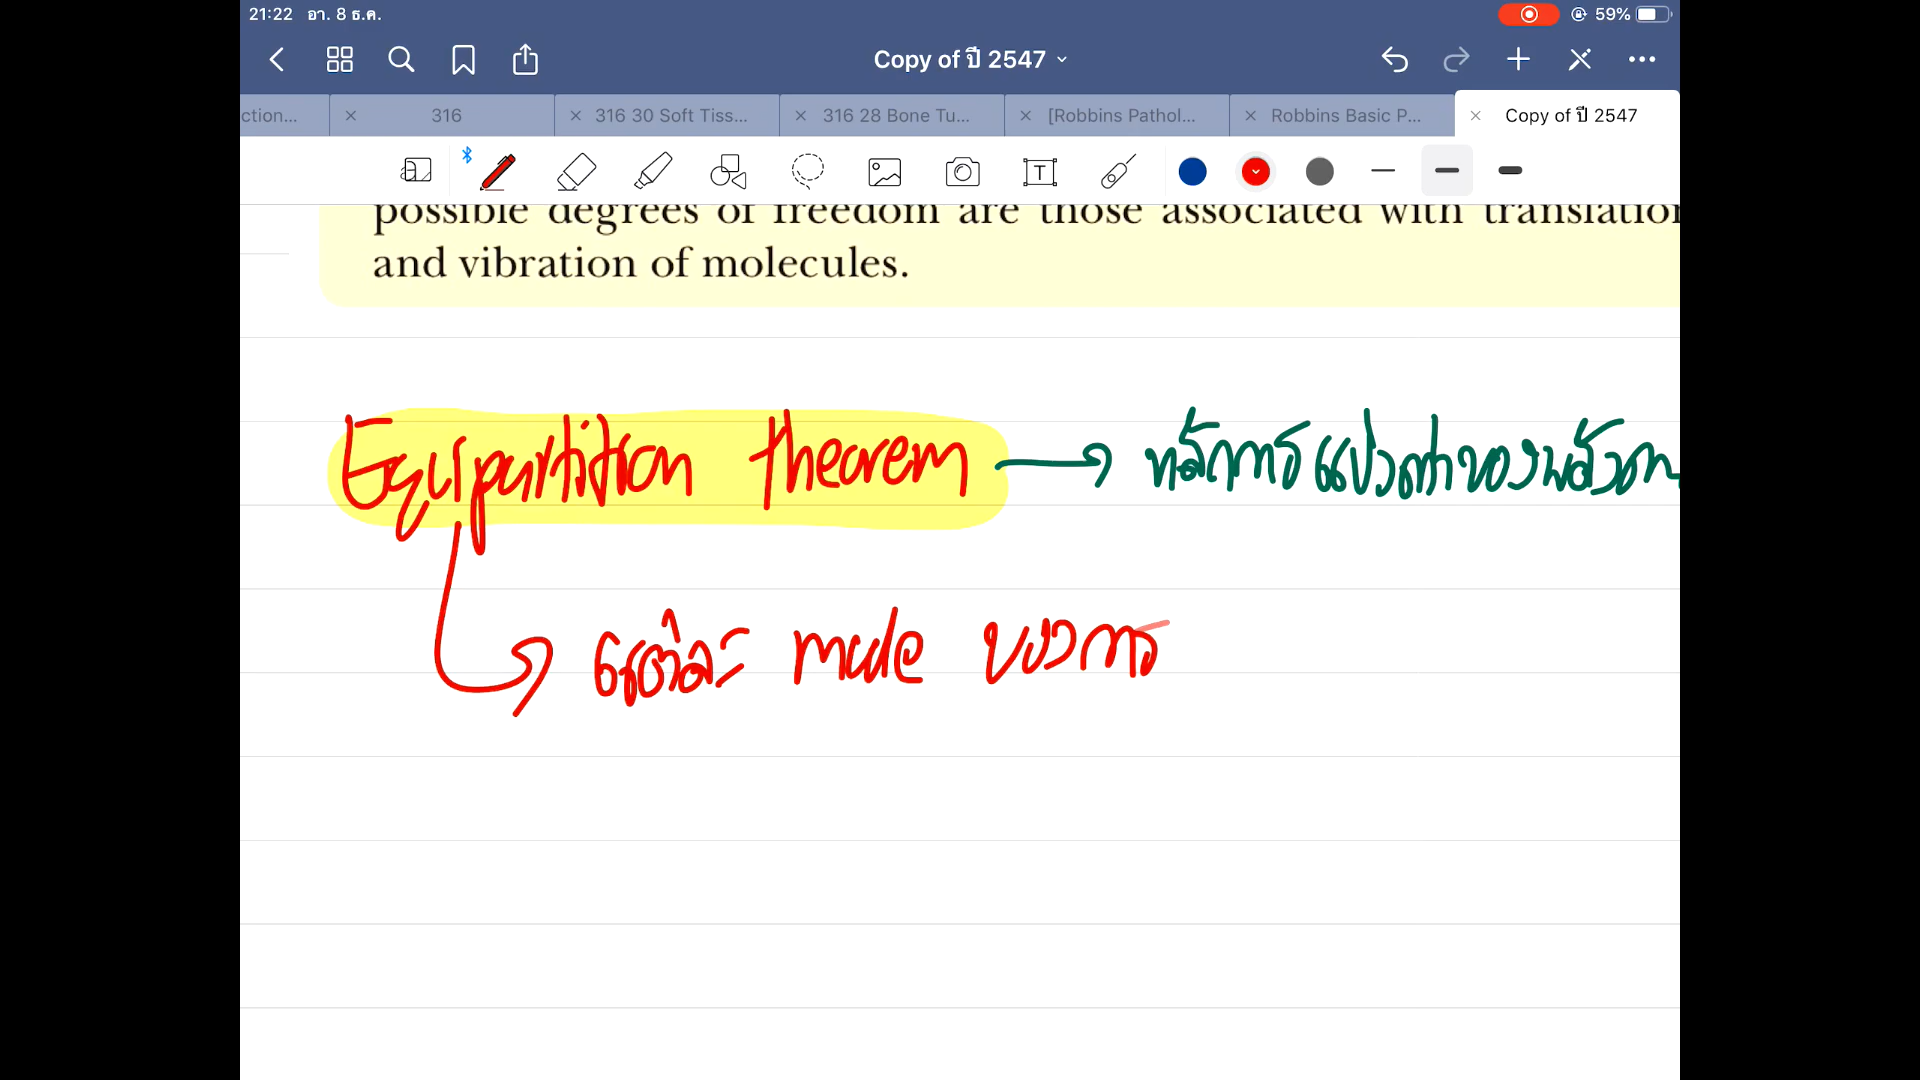 21:22 อา. 8 ธ.ค. 59%
Copy of ปี 2547
ction... 316 316 30 Soft Tiss... 316 28 Bone Tu... [Robbins Pathol... Robbins Basic P... Copy of ปี 2547
possible degrees of freedom are those associated with translation
and vibration of molecules.
Equipartition theorem → หลักการแบ่งเท่าของพลังงาน
แต่ละ mode ของการ